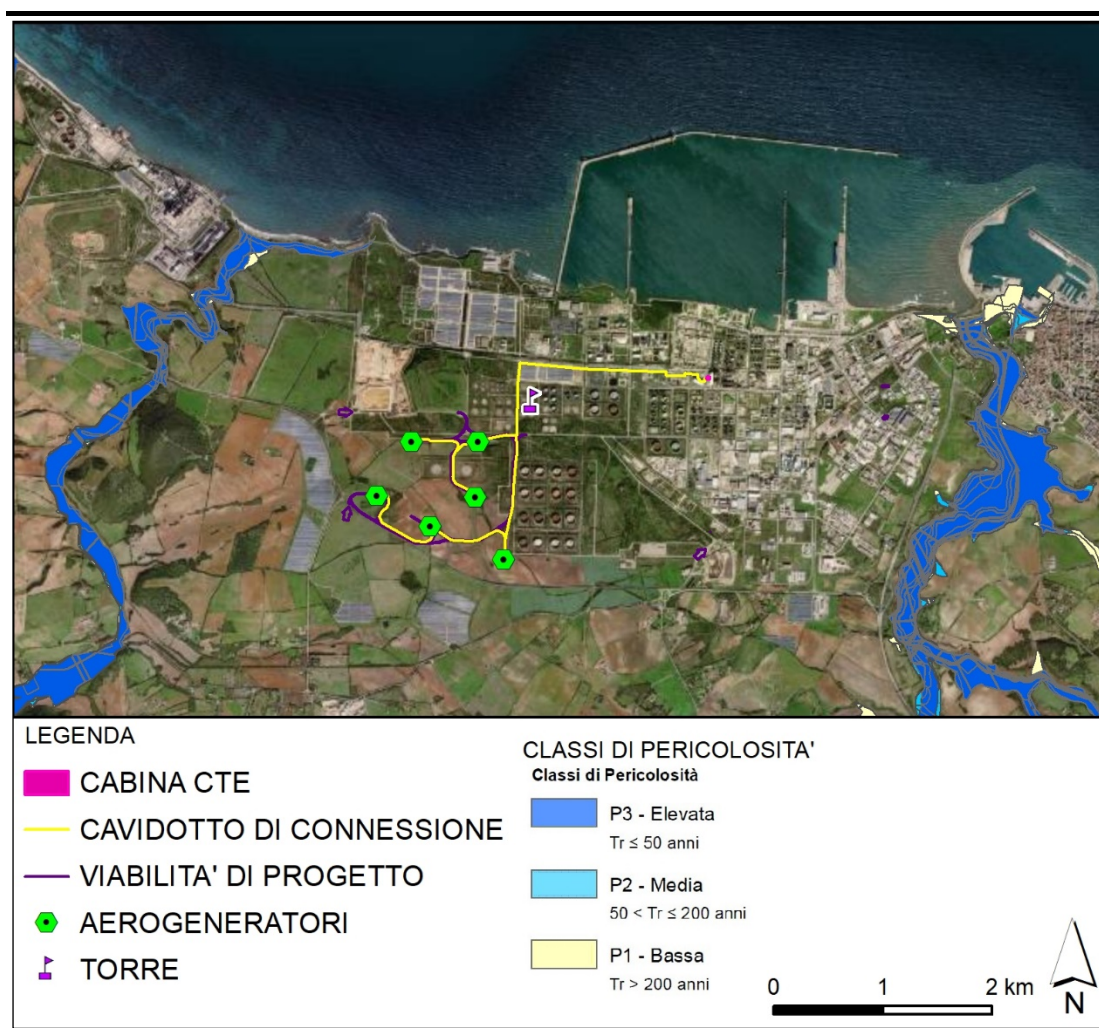 LEGENDA
CABINA CTE
CAVIDOTTO DI CONNESSIONE
VIABILITA' DI PROGETTO
AEROGENERATORI
TORRE
CLASSI DI PERICOLOSITA'
Classi di Pericolosità
P3 - Elevata
Tr ≤ 50 anni
P2 - Media
50 < Tr ≤ 200 anni
P1 - Bassa
Tr > 200 anni
0 1 2 km
N